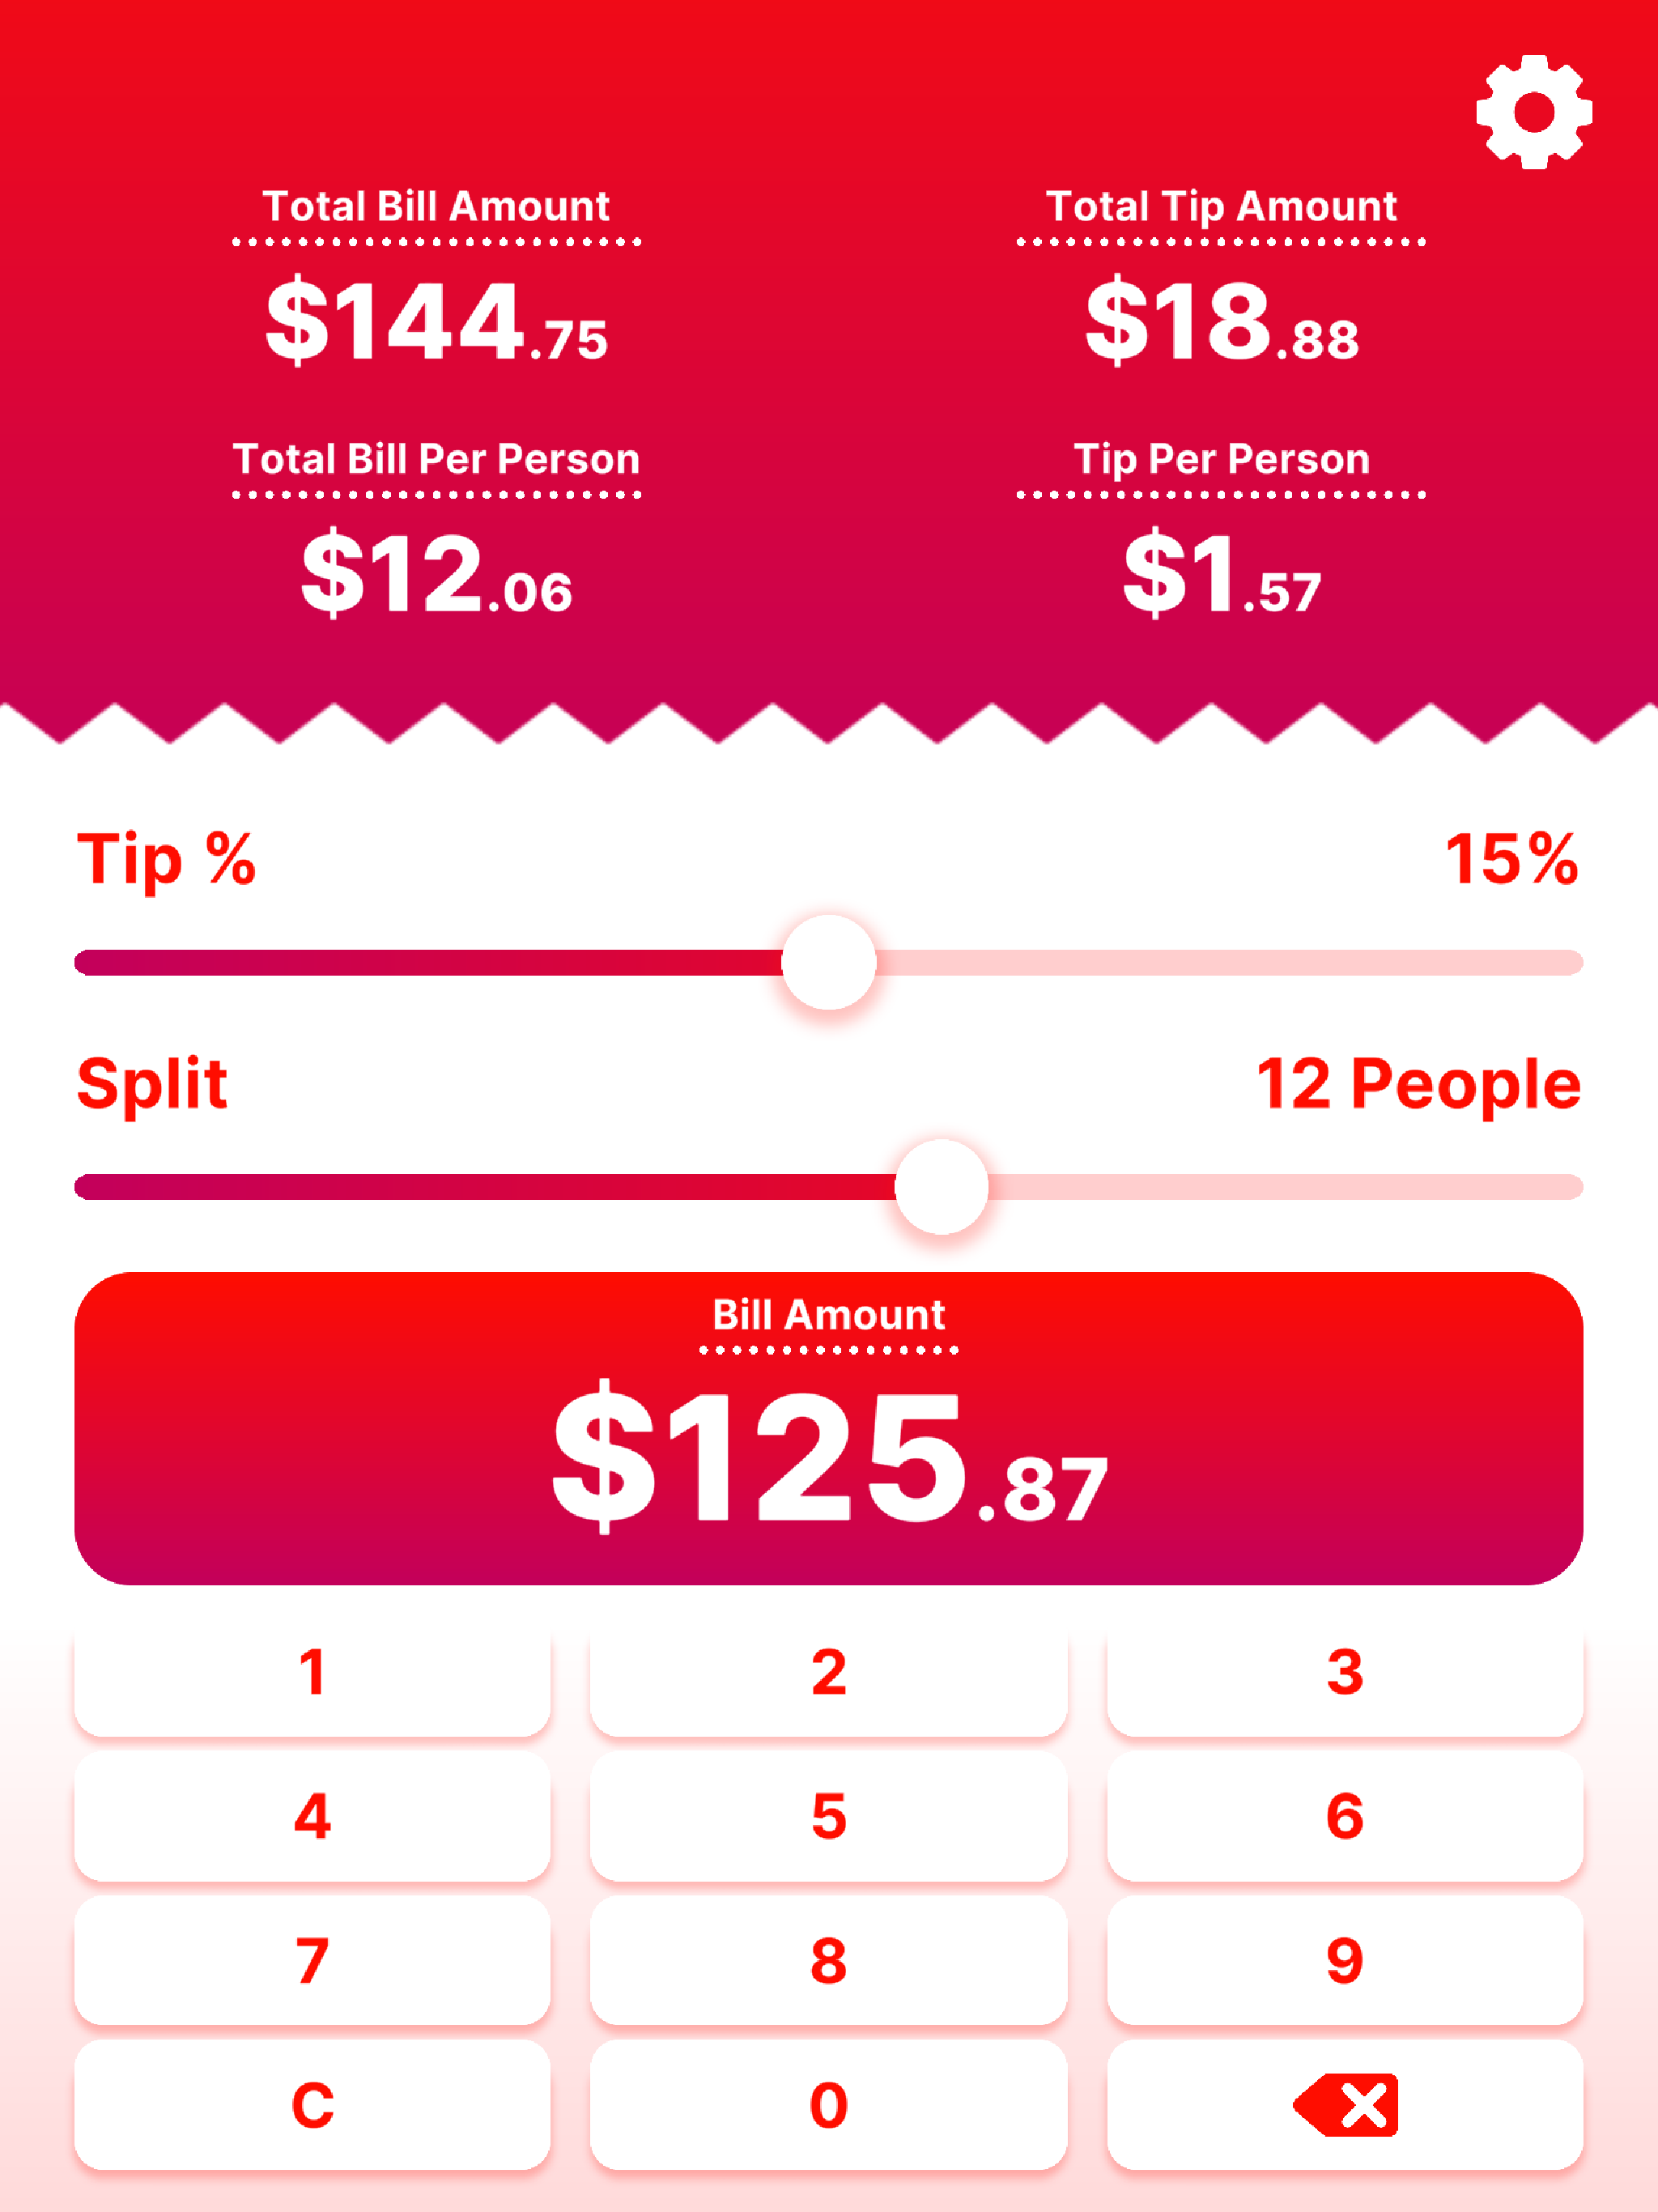 Total Bill Amount Total Tip Amount
$144.75 $18.88
Total Bill Per Person Tip Per Person
$12.06 $1.57
Tip % 15%
Split 12 People
Bill Amount
$125.87
1 2 3
4 5 6
7 8 9
C 0